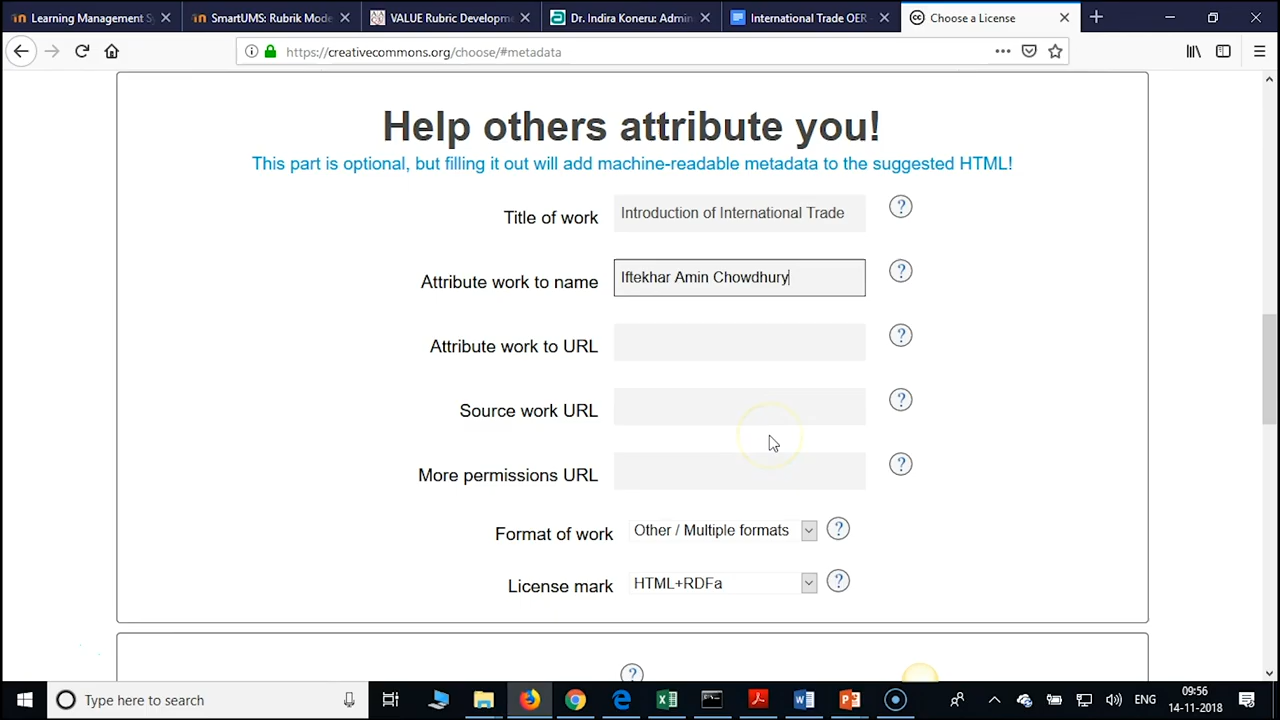 Learning Management Sy
SmartUMS: Rubrik Mode
VALUE Rubric Developm
Dr. Indira Koneru: Admin
International Trade OER
Choose a License
https://creativecommons.org/choose/#metadata
Help others attribute you!
This part is optional, but filling it out will add machine-readable metadata to the suggested HTML!
Title of work
Introduction of International Trade
?
Attribute work to name
Iftekhar Amin Chowdhury
?
Attribute work to URL
?
Source work URL
?
More permissions URL
?
Format of work
Other / Multiple formats
?
License mark
HTML+RDFa
?
?
Type here to search
ENG
09:56
14-11-2018